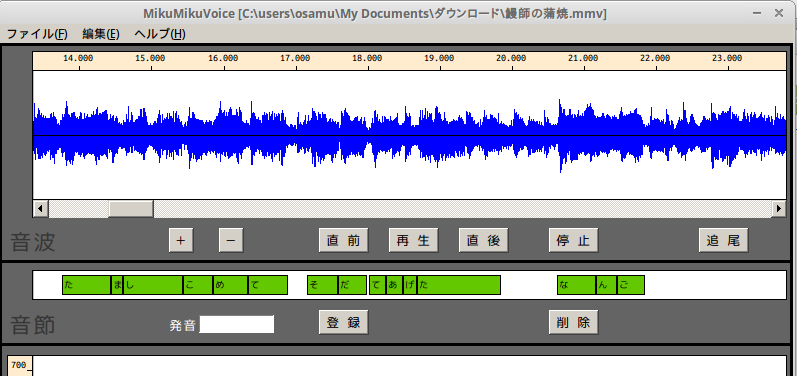 MikuMikuVoice [C:\users\osamu\My Documents\ダウンロード\鰻師の蒲焼.mmv]
ファイル(F) 編集(E) ヘルプ(H)
14.000 15.000 16.000 17.000 18.000 19.000 20.000 21.000 22.000 23.000
音波 + − 直前 再生 直後 停止 追尾
た ま し こ め て そ だ て あ げ た な ん ご
音節 発音 登録 削除
700